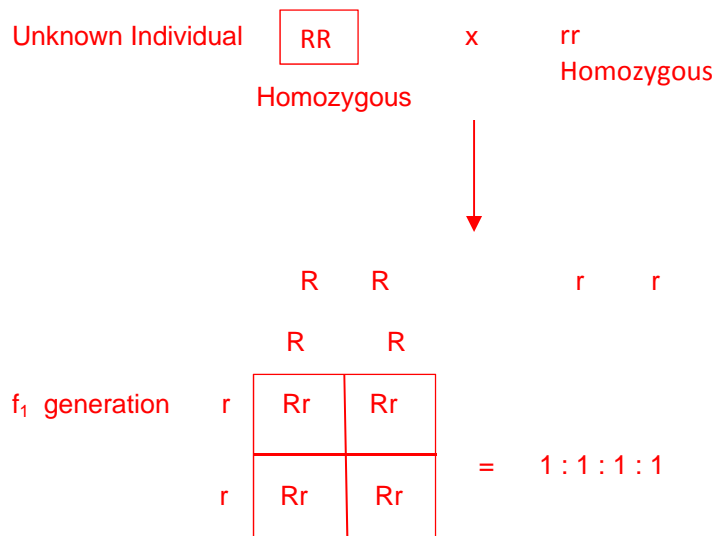 Unknown Individual RR x rr
Homozygous Homozygous
R R r r
R R
f₁ generation r Rr Rr
= 1 : 1 : 1 : 1
r Rr Rr